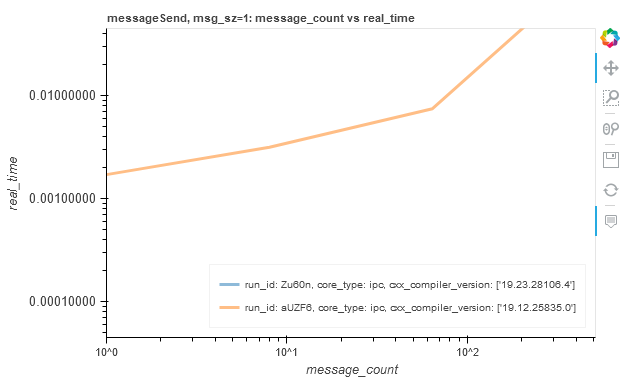 messageSend, msg_sz=1: message_count vs real_time
0.01000000
0.00100000
0.00010000
real_time
run_id: Zu60n, core_type: ipc, cxx_compiler_version: ['19.23.28106.4']
run_id: aUZF6, core_type: ipc, cxx_compiler_version: ['19.12.25835.0']
10^0
10^1
10^2
message_count